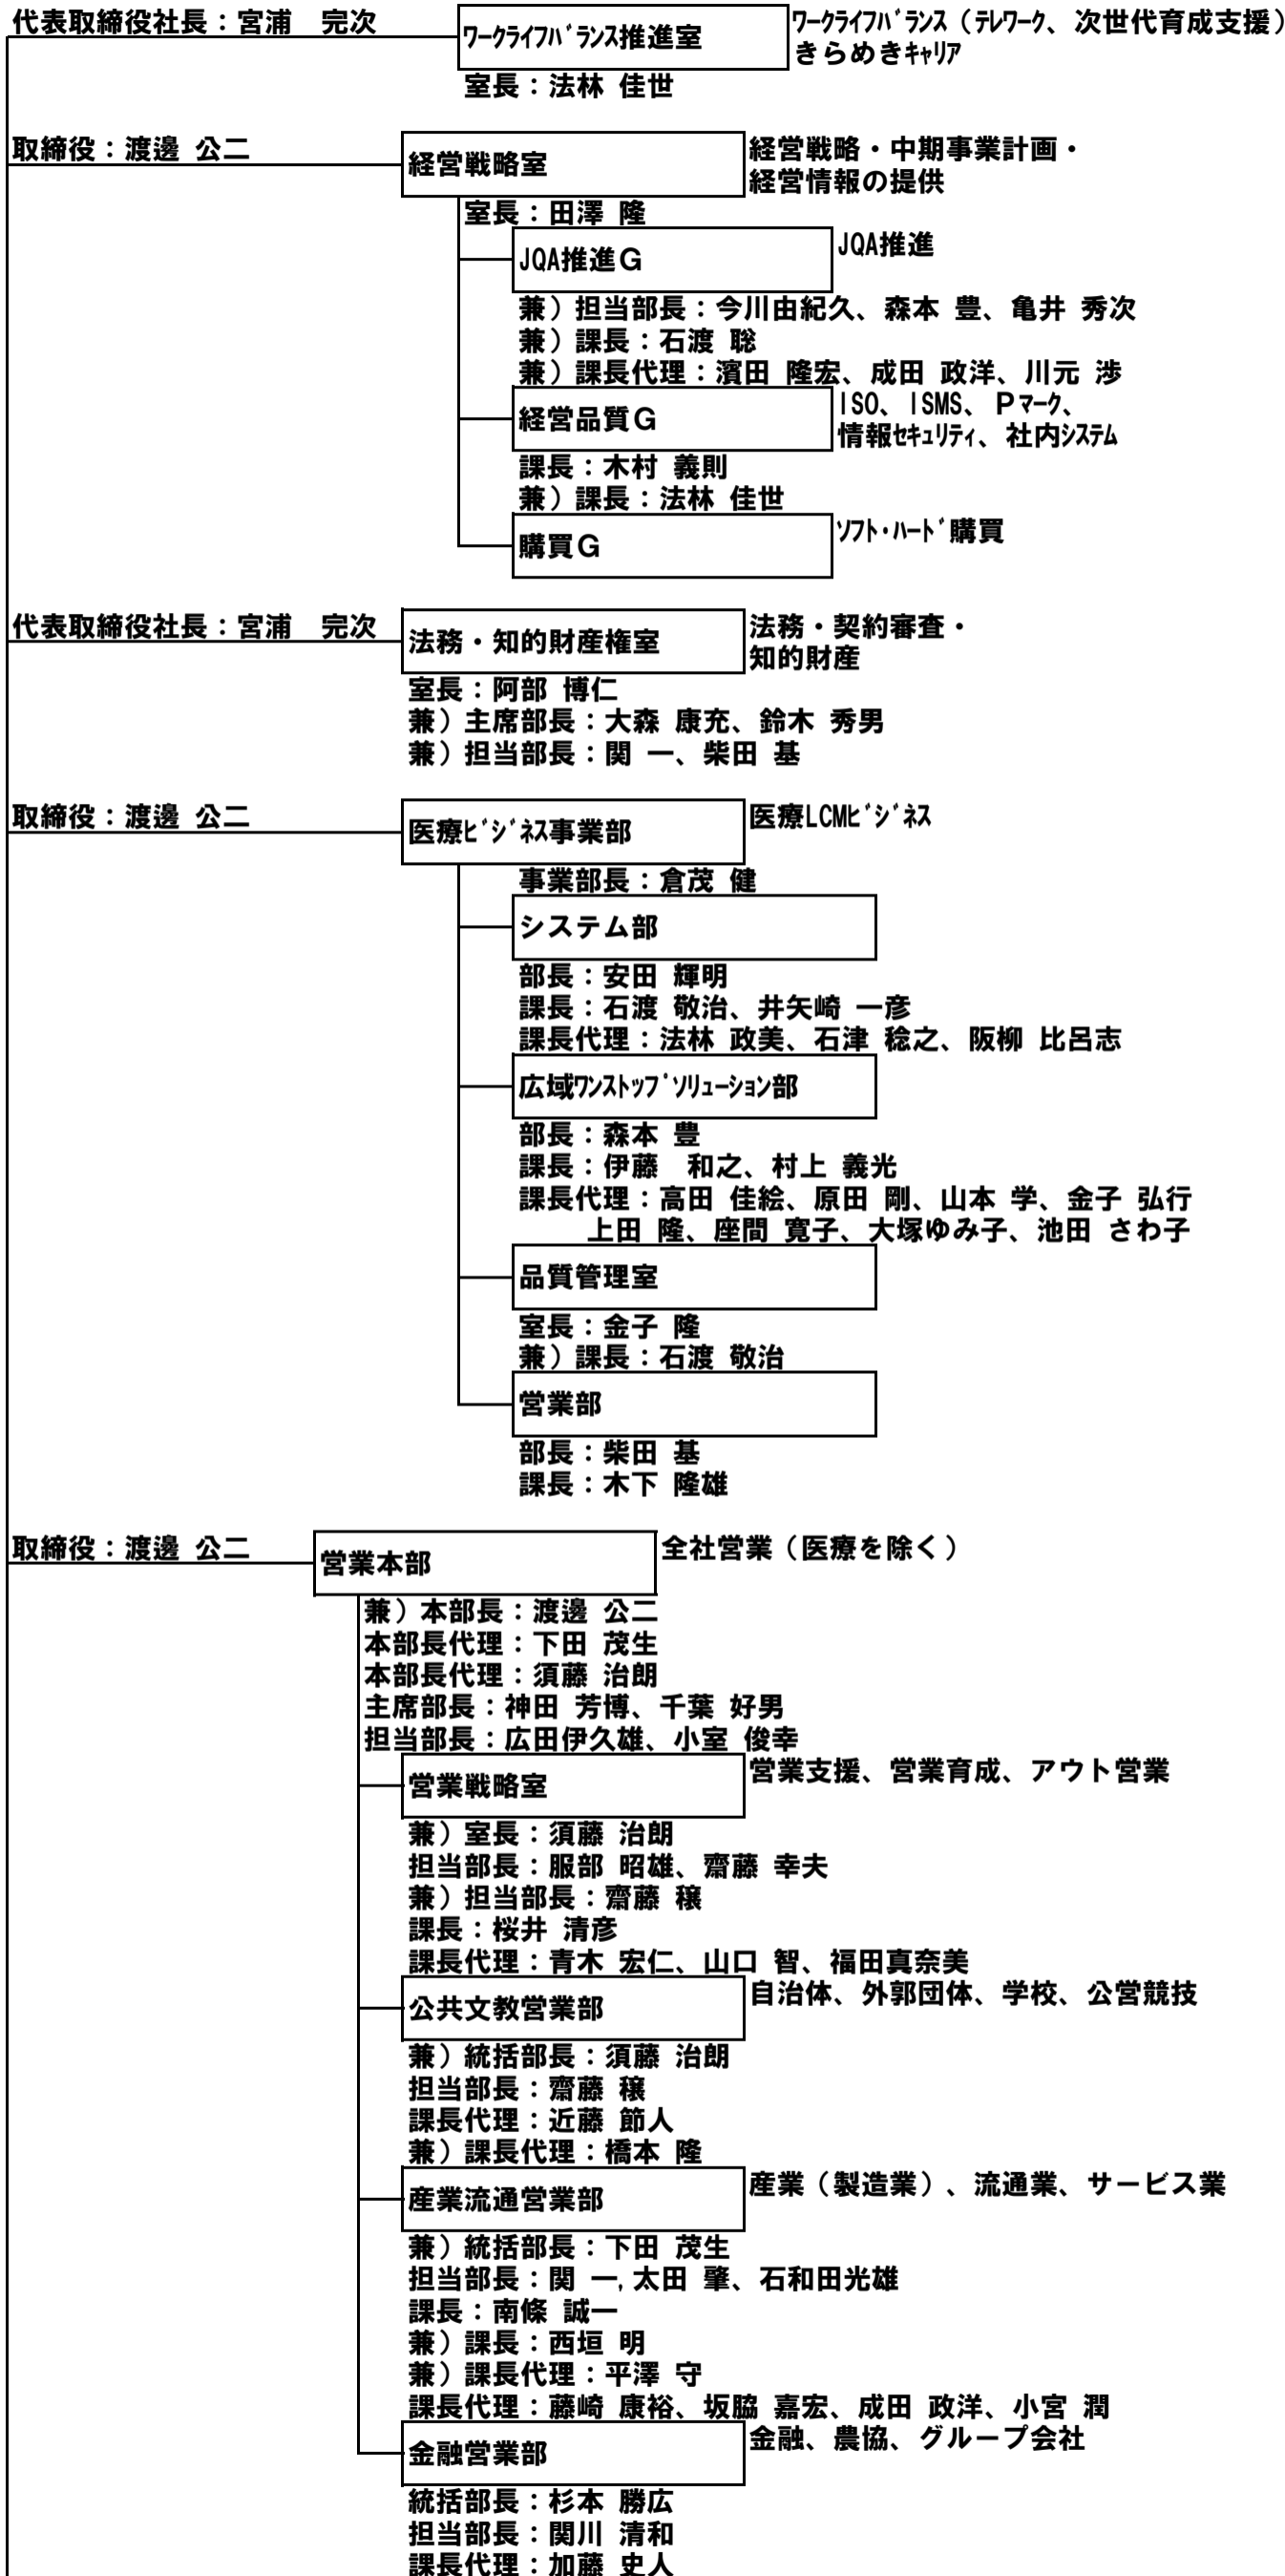 代表取締役社長：宮浦　完次
ﾜｰｸﾗｲﾌﾊﾞﾗﾝｽ推進室
ﾜｰｸﾗｲﾌﾊﾞﾗﾝｽ（ﾃﾚﾜｰｸ、次世代育成支援）
きらめきｷｬﾘｱ
室長：法林 佳世
取締役：渡邊 公二
経営戦略室
経営戦略・中期事業計画・
経営情報の提供
室長：田澤 隆
JQA推進Ｇ
JQA推進
兼）担当部長：今川由紀久、森本 豊、亀井 秀次
兼）課長：石渡 聡
兼）課長代理：濱田 隆宏、成田 政洋、川元 渉
経営品質Ｇ
ISO、ISMS、Ｐﾏｰｸ、
情報ｾｷｭﾘﾃｨ、社内ｼｽﾃﾑ
課長：木村 義則
兼）課長：法林 佳世
購買Ｇ
ｿﾌﾄ・ﾊｰﾄﾞ購買
代表取締役社長：宮浦　完次
法務・知的財産権室
法務・契約審査・
知的財産
室長：阿部 博仁
兼）主席部長：大森 康充、鈴木 秀男
兼）担当部長：関 一、柴田 基
取締役：渡邊 公二
医療ﾋﾞｼﾞﾈｽ事業部
医療LCMﾋﾞｼﾞﾈｽ
事業部長：倉茂 健
システム部
部長：安田 輝明
課長：石渡 敬治、井矢崎 一彦
課長代理：法林 政美、石津 稔之、阪柳 比呂志
広域ﾜﾝｽﾄｯﾌﾟｿﾘｭｰｼｮﾝ部
部長：森本 豊
課長：伊藤　和之、村上 義光
課長代理：高田 佳絵、原田 剛、山本 学、金子 弘行
上田 隆、座間 寛子、大塚ゆみ子、池田 さわ子
品質管理室
室長：金子 隆
兼）課長：石渡 敬治
営業部
部長：柴田 基
課長：木下 隆雄
取締役：渡邊 公二
営業本部
全社営業（医療を除く）
兼）本部長：渡邊 公二
本部長代理：下田 茂生
本部長代理：須藤 治朗
主席部長：神田 芳博、千葉 好男
担当部長：広田伊久雄、小室 俊幸
営業戦略室
営業支援、営業育成、アウト営業
兼）室長：須藤 治朗
担当部長：服部 昭雄、齋藤 幸夫
兼）担当部長：齋藤 穣
課長：桜井 清彦
課長代理：青木 宏仁、山口 智、福田真奈美
公共文教営業部
自治体、外郭団体、学校、公営競技
兼）統括部長：須藤 治朗
担当部長：齋藤 穣
課長代理：近藤 節人
兼）課長代理：橋本 隆
産業流通営業部
産業（製造業）、流通業、サービス業
兼）統括部長：下田 茂生
担当部長：関 一，太田 肇、石和田光雄
課長：南條 誠一
兼）課長：西垣 明
兼）課長代理：平澤 守
課長代理：藤崎 康裕、坂脇 嘉宏、成田 政洋、小宮 潤
金融営業部
金融、農協、グループ会社
統括部長：杉本 勝広
担当部長：関川 清和
課長代理：加藤 史人